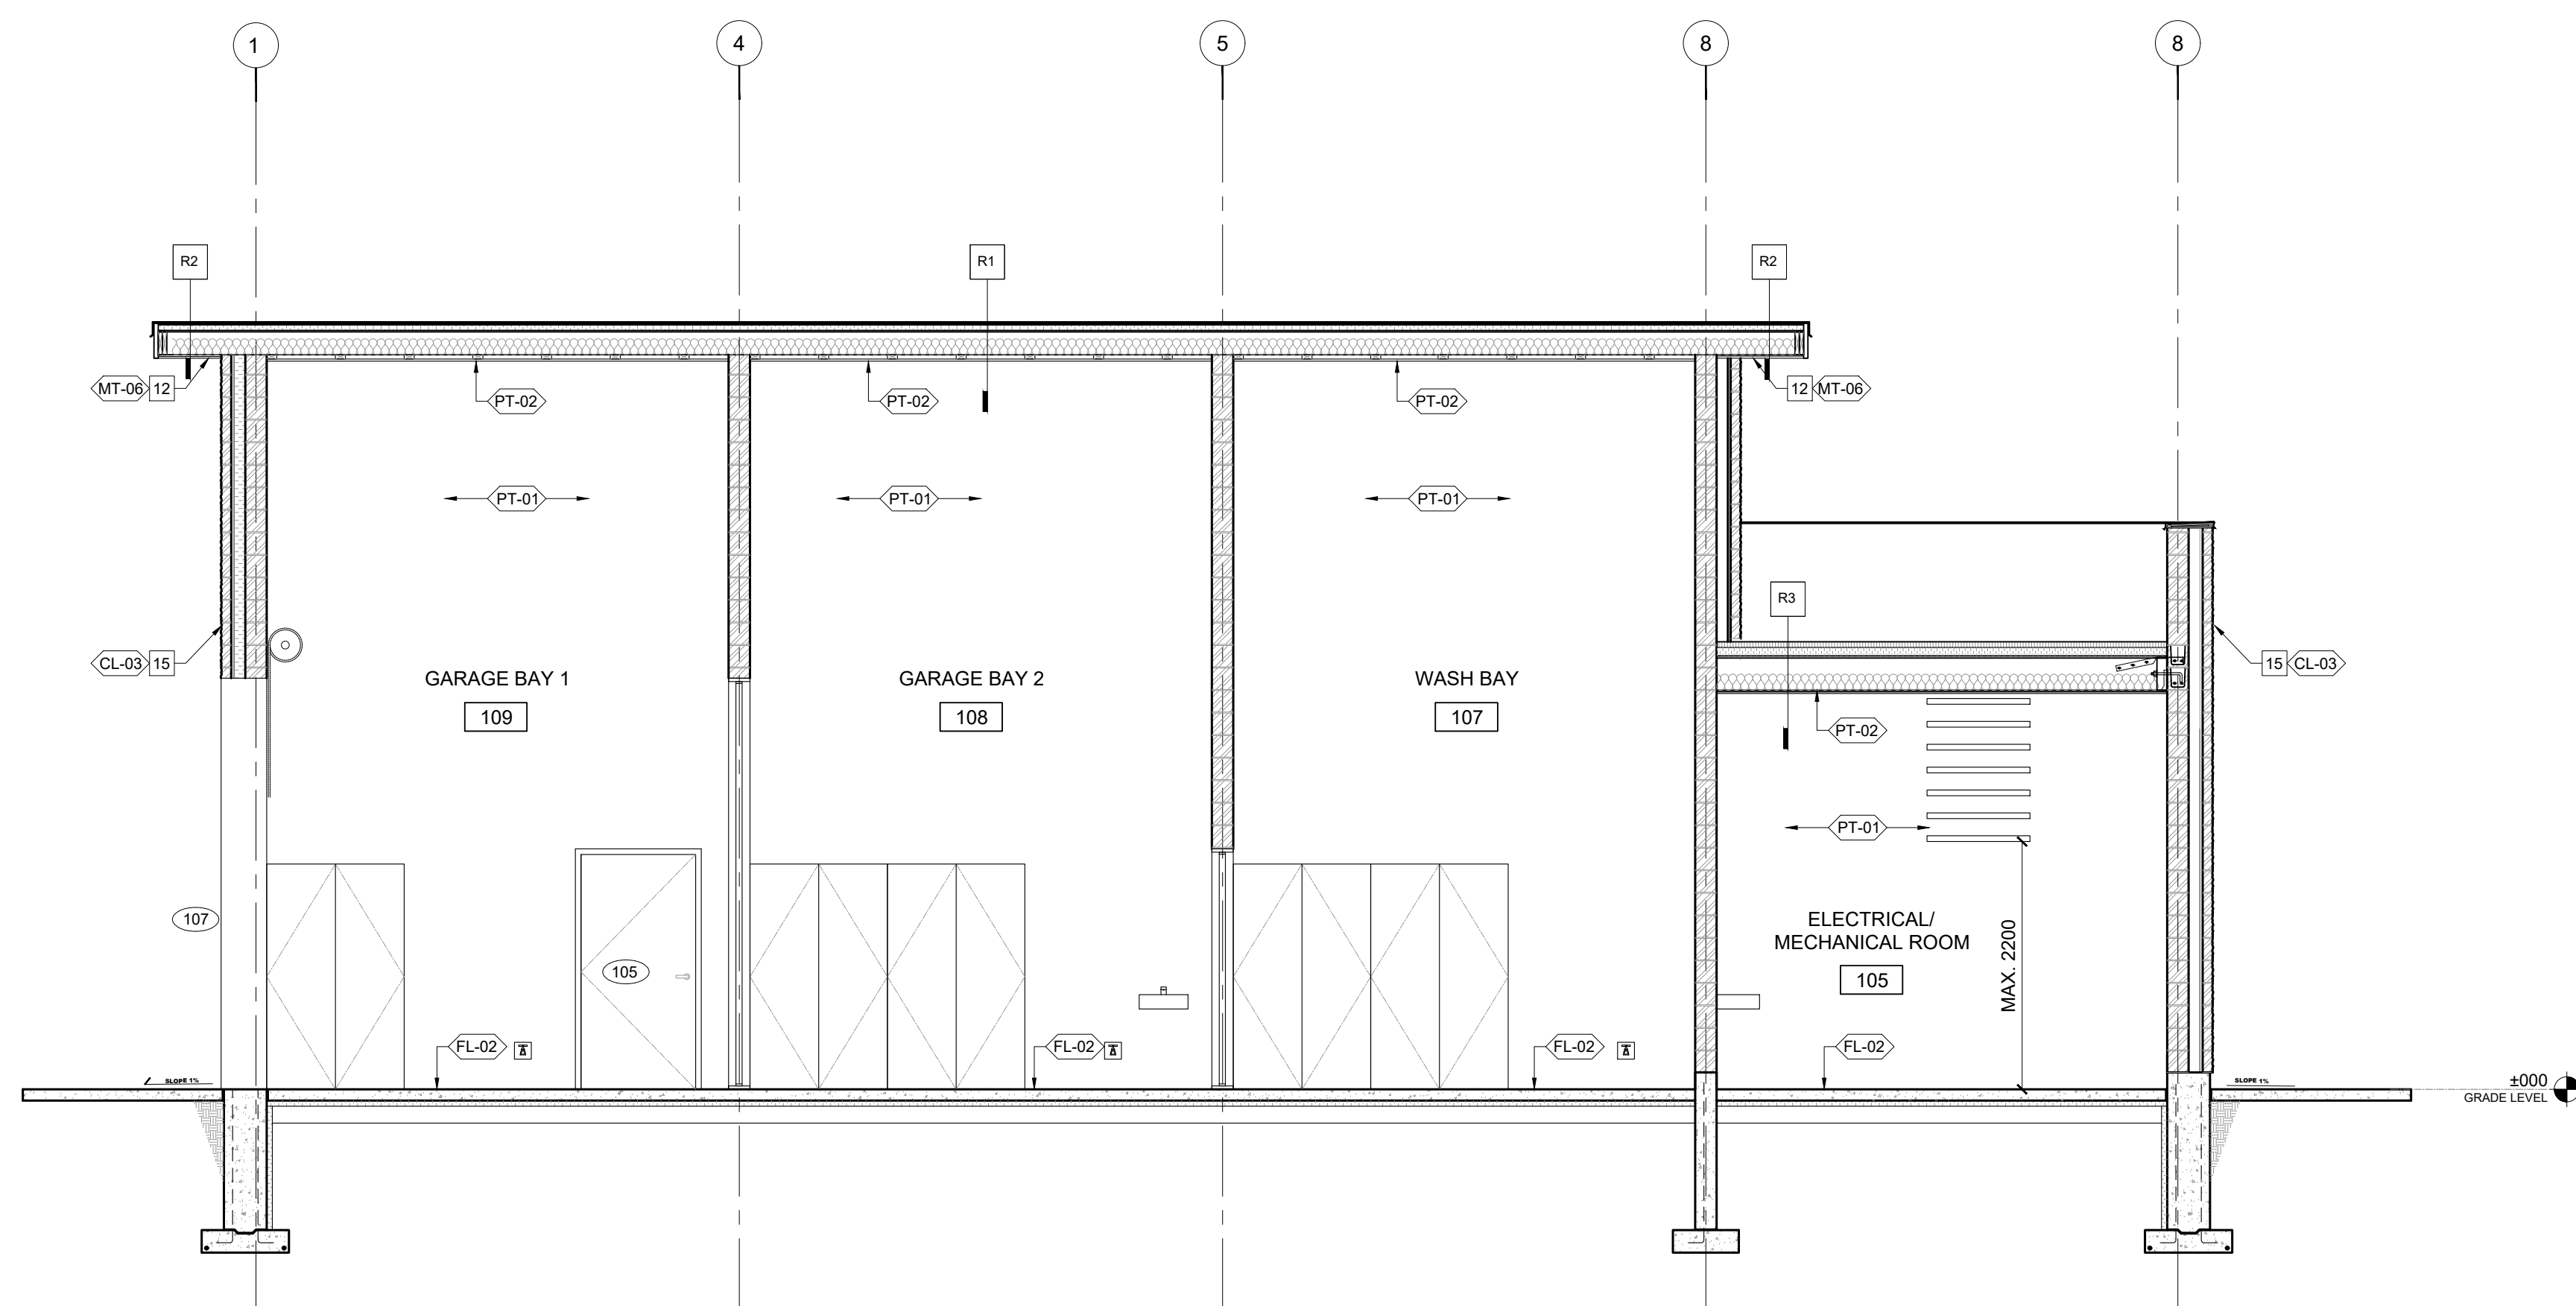 1
4
5
8
8
R2
R1
R2
MT-06 12
PT-02
PT-02
PT-02
12 MT-06
PT-01
PT-01
PT-01
R3
CL-03 15
15 CL-03
GARAGE BAY 1
109
GARAGE BAY 2
108
WASH BAY
107
PT-02
PT-01
107
105
ELECTRICAL/
MECHANICAL ROOM
105
MAX. 2200
FL-02
FL-02
FL-02
FL-02
SLOPE 1%
SLOPE 1%
±000
GRADE LEVEL